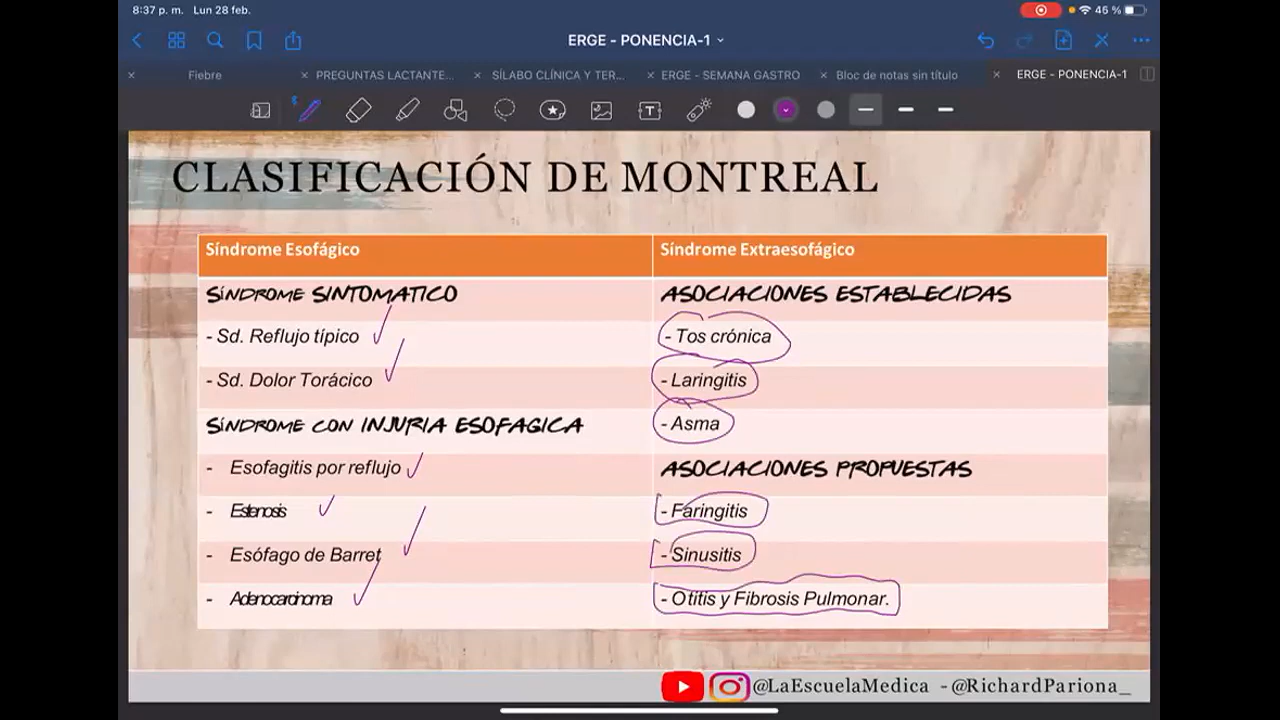 8:37 p. m. Lun 28 feb. 46 %
ERGE - PONENCIA-1
Fiebre
PREGUNTAS LACTANTE...
SÍLABO CLÍNICA Y TER...
ERGE - SEMANA GASTRO
Bloc de notas sin título
ERGE - PONENCIA-1
CLASIFICACIÓN DE MONTREAL
Síndrome Esofágico
SÍNDROME SINTOMATICO
- Sd. Reflujo típico
- Sd. Dolor Torácico
SÍNDROME CON INJURIA ESOFAGICA
- Esofagitis por reflujo
- Estenosis
- Esófago de Barret
- Adenocarcinoma
Síndrome Extraesofágico
ASOCIACIONES ESTABLECIDAS
- Tos crónica
- Laringitis
- Asma
ASOCIACIONES PROPUESTAS
- Faringitis
- Sinusitis
- Otitis y Fibrosis Pulmonar.
@LaEscuelaMedica - @RichardPariona_